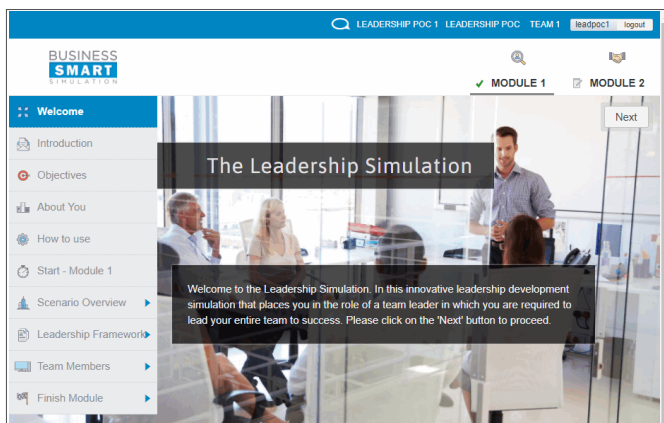 LEADERSHIP POC 1 LEADERSHIP POC TEAM 1 leadpoc1 logout
BUSINESS
SMART
SIMULATION
MODULE 1 MODULE 2
Welcome
Next
Introduction
The Leadership Simulation
Objectives
About You
How to use
Start - Module 1
Scenario Overview
Leadership Framework
Team Members
Finish Module
Welcome to the Leadership Simulation. In this innovative leadership development
simulation that places you in the role of a team leader in which you are required to
lead your entire team to success. Please click on the 'Next' button to proceed.